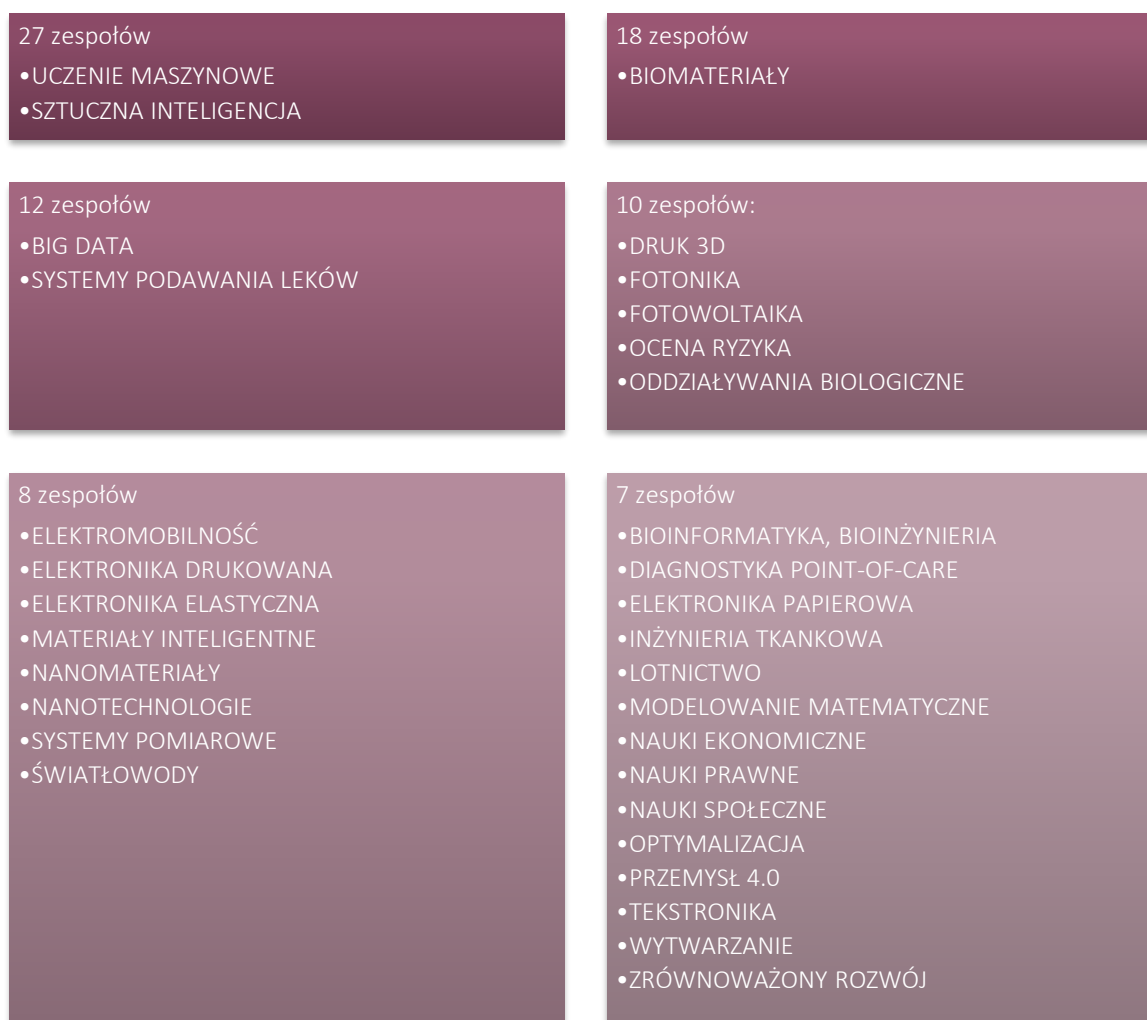 27 zespołów
•UCZENIE MASZYNOWE
•SZTUCZNA INTELIGENCJA
18 zespołów
•BIOMATERIAŁY
12 zespołów
•BIG DATA
•SYSTEMY PODAWANIA LEKÓW
10 zespołów:
•DRUK 3D
•FOTONIKA
•FOTOWOLTAIKA
•OCENA RYZYKA
•ODDZIAŁYWANIA BIOLOGICZNE
8 zespołów
•ELEKTROMOBILNOŚĆ
•ELEKTRONIKA DRUKOWANA
•ELEKTRONIKA ELASTYCZNA
•MATERIAŁY INTELIGENTNE
•NANOMATERIAŁY
•NANOTECHNOLOGIE
•SYSTEMY POMIAROWE
•ŚWIATŁOWODY
7 zespołów
•BIOINFORMATYKA, BIOINŻYNIERIA
•DIAGNOSTYKA POINT-OF-CARE
•ELEKTRONIKA PAPIEROWA
•INŻYNIERIA TKANKOWA
•LOTNICTWO
•MODELOWANIE MATEMATYCZNE
•NAUKI EKONOMICZNE
•NAUKI PRAWNE
•NAUKI SPOŁECZNE
•OPTYMALIZACJA
•PRZEMYSŁ 4.0
•TEKSTRONIKA
•WYTWARZANIE
•ZRÓWNOWAŻONY ROZWÓJ